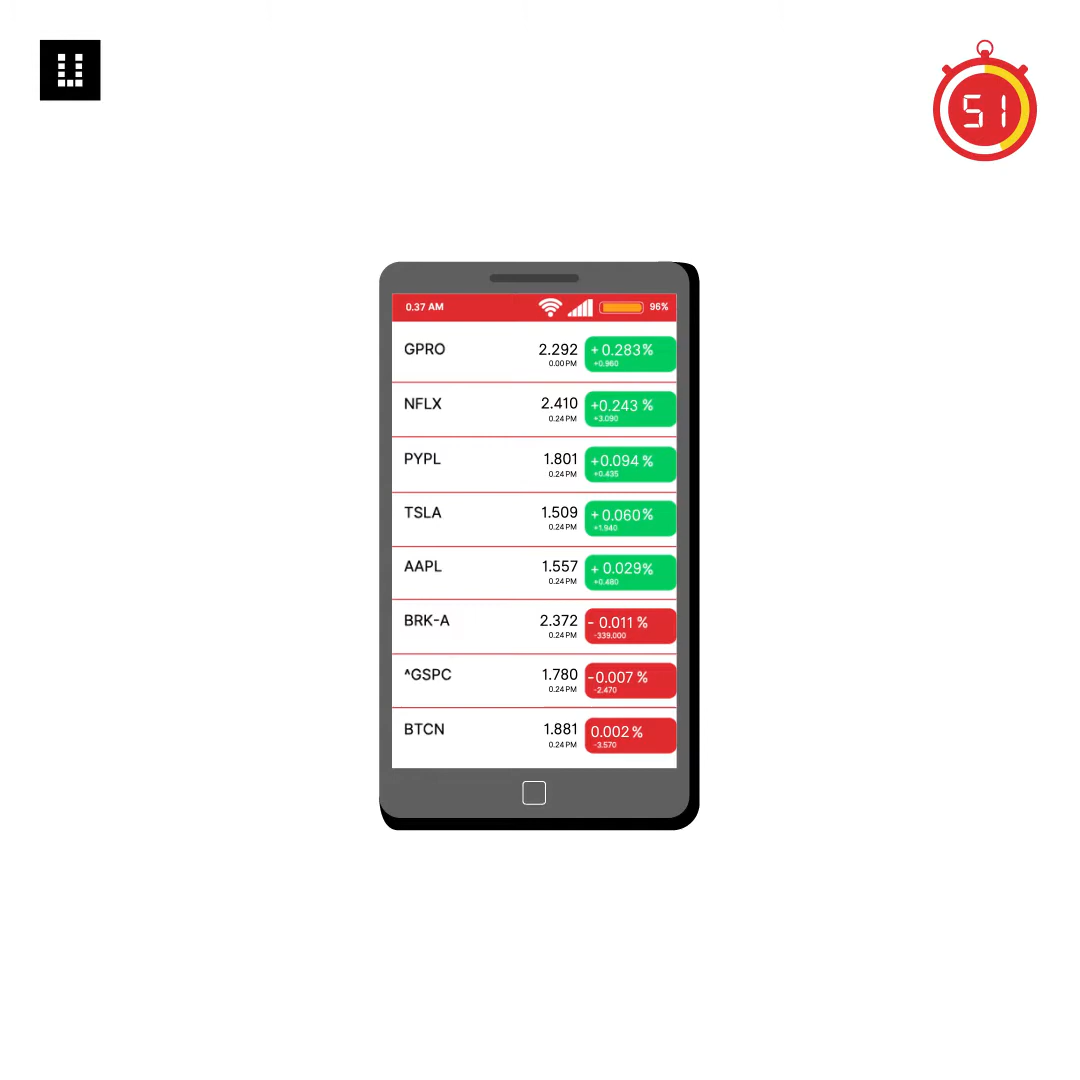 U
51
0.37 AM 96%
GPRO 2.292 + 0.283%
0.00 PM +0.960
NFLX 2.410 +0.243 %
0.24 PM +3.090
PYPL 1.801 +0.094 %
0.24 PM +0.435
TSLA 1.509 + 0.060%
0.24 PM +1.940
AAPL 1.557 + 0.029%
0.24 PM +0.480
BRK-A 2.372 - 0.011 %
0.24 PM -339.000
^GSPC 1.780 -0.007 %
0.24 PM -2.470
BTCN 1.881 0.002 %
0.24 PM -3.570